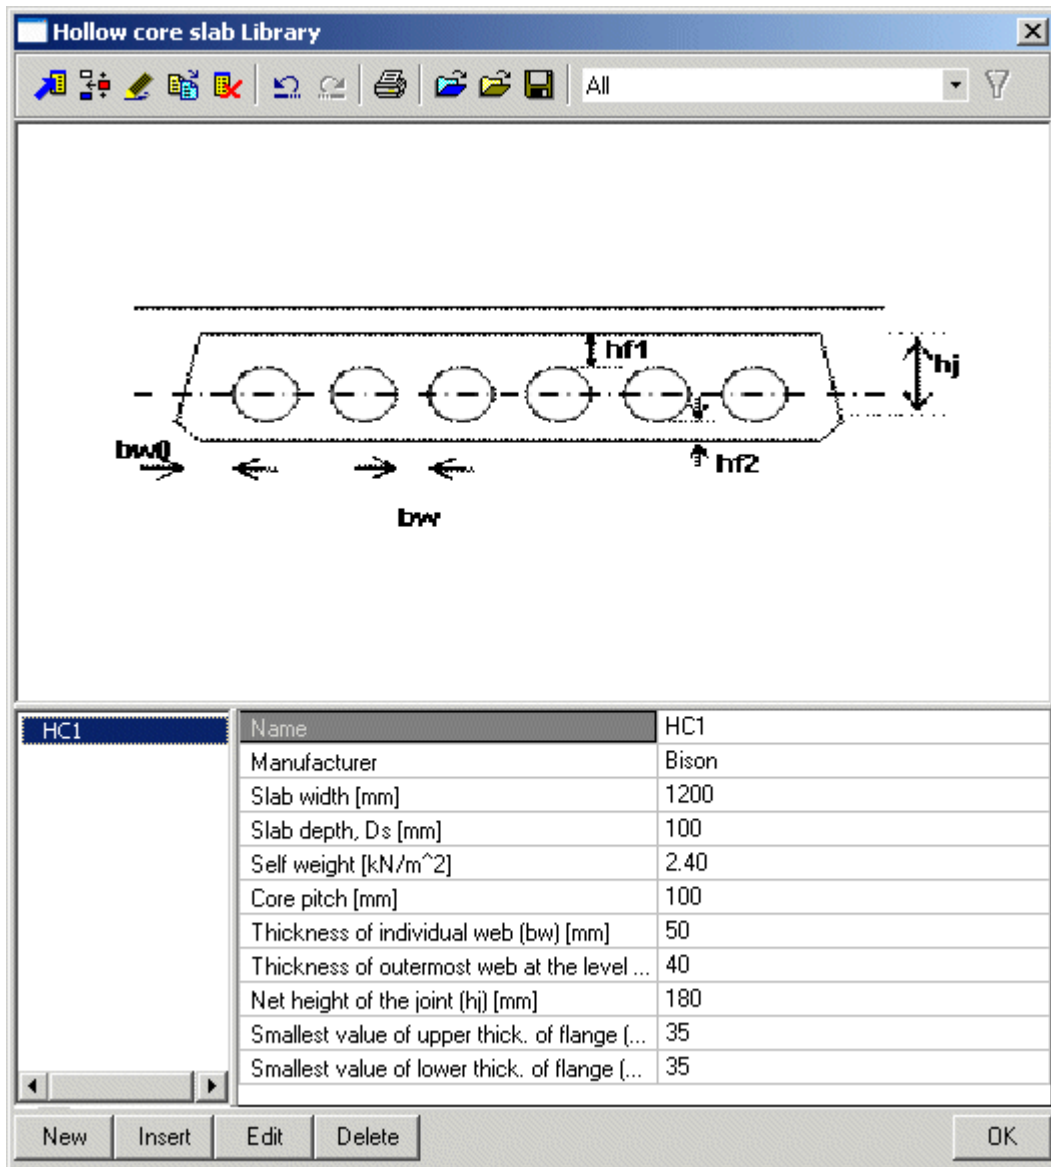 Hollow core slab Library
All
hf1
hj
bw0
hf2
bw
HC1
Name HC1
Manufacturer Bison
Slab width [mm] 1200
Slab depth, Ds [mm] 100
Self weight [kN/m^2] 2.40
Core pitch [mm] 100
Thickness of individual web (bw) [mm] 50
Thickness of outermost web at the level ... 40
Net height of the joint (hj) [mm] 180
Smallest value of upper thick. of flange (... 35
Smallest value of lower thick. of flange (... 35
New Insert Edit Delete OK